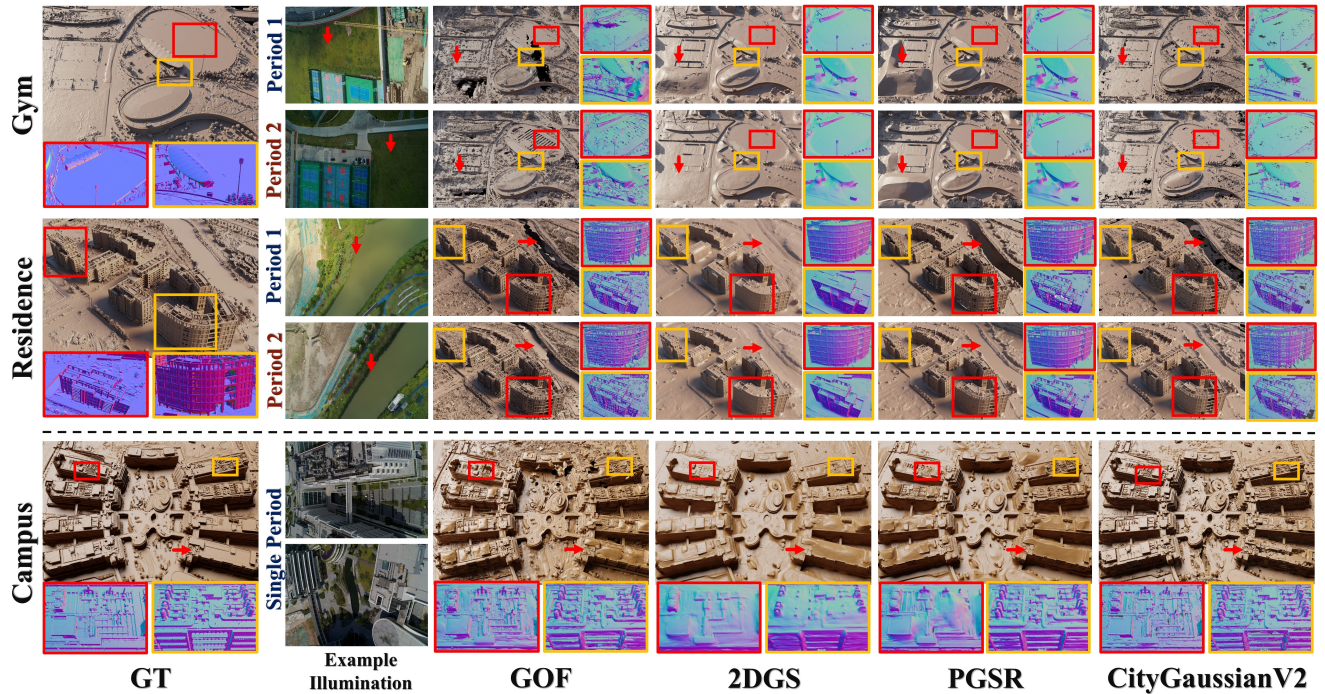 Gym
Period 1
Period 2
Residence
Period 1
Period 2
Campus
Single Period
GT
Example
Illumination
GOF
2DGS
PGSR
CityGaussianV2